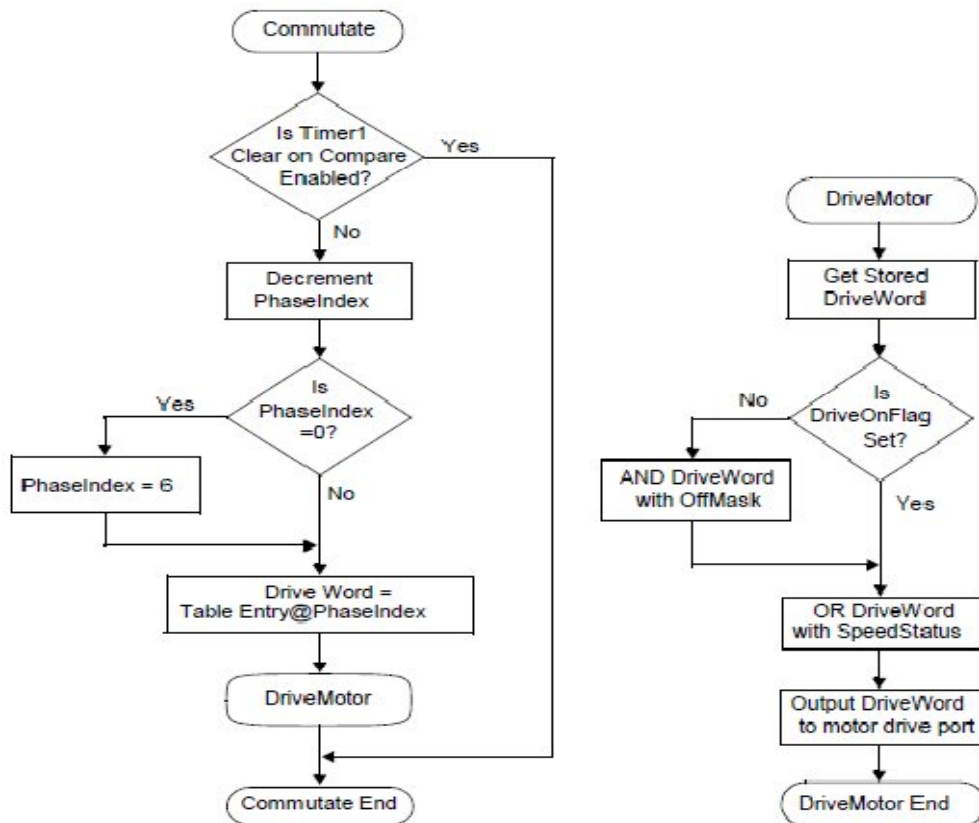 Commutate
Is Timer1
Clear on Compare
Enabled?
Yes
No
Decrement
PhaseIndex
Is
PhaseIndex
=0?
Yes
PhaseIndex = 6
No
Drive Word =
Table Entry@PhaseIndex
DriveMotor
Commutate End
DriveMotor
Get Stored
DriveWord
Is
DriveOnFlag
Set?
No
AND DriveWord
with OffMask
Yes
OR DriveWord
with SpeedStatus
Output DriveWord
to motor drive port
DriveMotor End